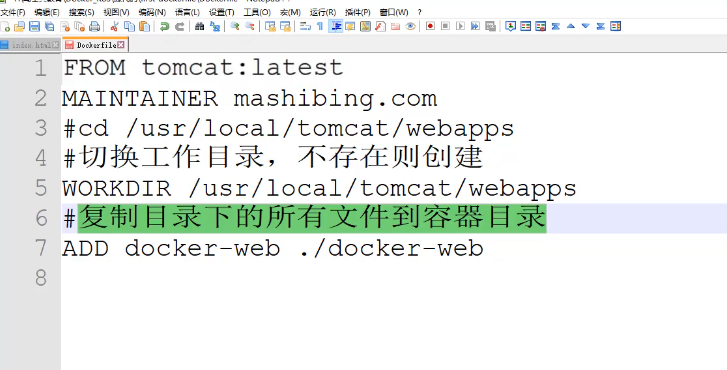 文件(F) 编辑(E) 搜索(S) 视图(V) 编码(N) 语言(L) 设置(T) 工具(O) 宏(M) 运行(R) 插件(P) 窗口(W) ?
index.html Dockerfile
1 FROM tomcat:latest
2 MAINTAINER mashibing.com
3 #cd /usr/local/tomcat/webapps
4 #切换工作目录，不存在则创建
5 WORKDIR /usr/local/tomcat/webapps
6 #复制目录下的所有文件到容器目录
7 ADD docker-web ./docker-web
8